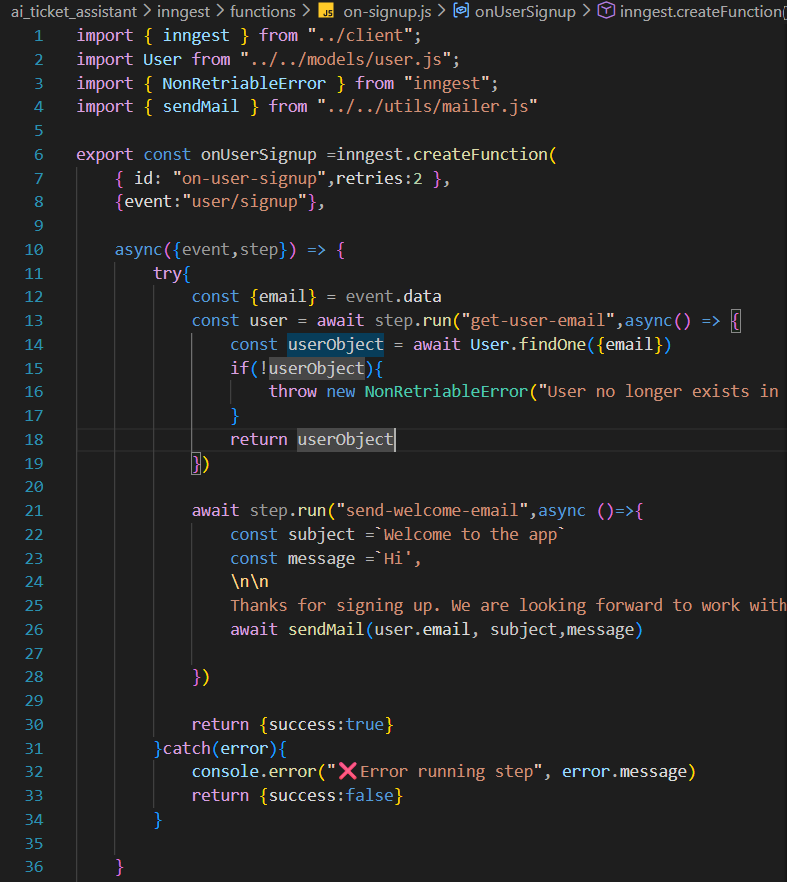 ai_ticket_assistant > inngest > functions > JS on-signup.js > onUserSignup > inngest.createFunction(
1 import { inngest } from "../client";
2 import User from "../../models/user.js";
3 import { NonRetriableError } from "inngest";
4 import { sendMail } from "../../utils/mailer.js"
5
6 export const onUserSignup =inngest.createFunction(
7     { id: "on-user-signup",retries:2 },
8     {event:"user/signup"},
9
10     async({event,step}) => {
11         try{
12             const {email} = event.data
13             const user = await step.run("get-user-email",async() => {
14                 const userObject = await User.findOne({email})
15                 if(!userObject){
16                     throw new NonRetriableError("User no longer exists in
17                 }
18                 return userObject
19             })
20
21             await step.run("send-welcome-email",async ()=>{
22                 const subject =`Welcome to the app`
23                 const message =`Hi',
24                 \n\n
25                 Thanks for signing up. We are looking forward to work with
26                 await sendMail(user.email, subject,message)
27
28             })
29
30             return {success:true}
31         }catch(error){
32             console.error("❌Error running step", error.message)
33             return {success:false}
34         }
35
36     }